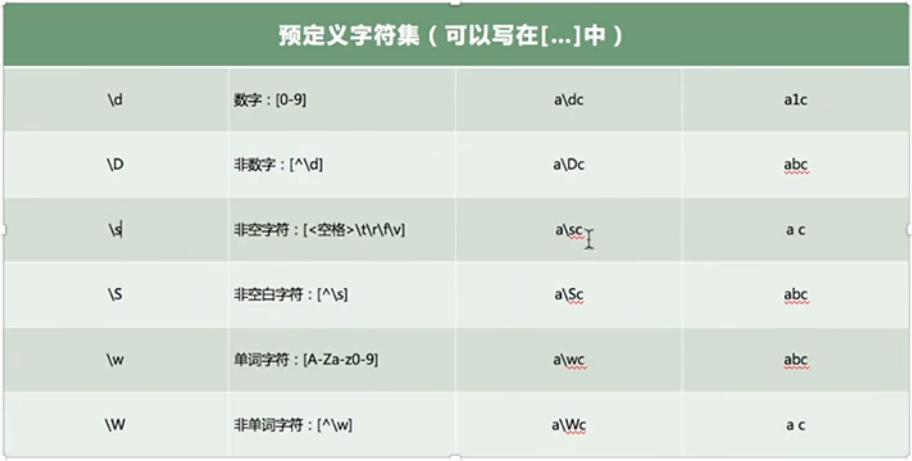 预定义字符集（可以写在[...]中）
\d 数字：[0-9] a\dc a1c
\D 非数字：[^\d] a\Dc abc
\s 非空字符：[<空格>\t\r\f\v] a\sc a c
\S 非空白字符：[^\s] a\Sc abc
\w 单词字符：[A-Za-z0-9] a\wc abc
\W 非单词字符：[^\w] a\Wc a c